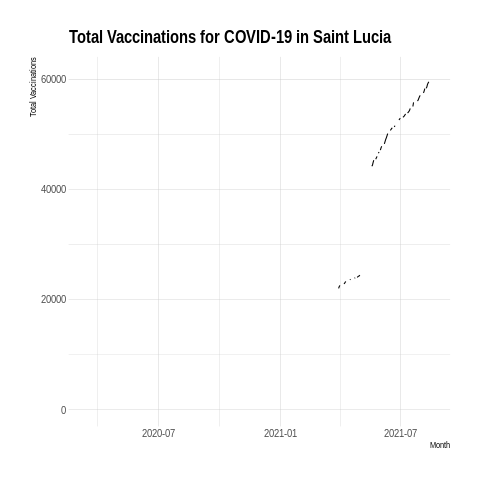 Total Vaccinations for COVID-19 in Saint Lucia
Total Vaccinations
60000
40000
20000
0
2020-07
2021-01
2021-07
Month